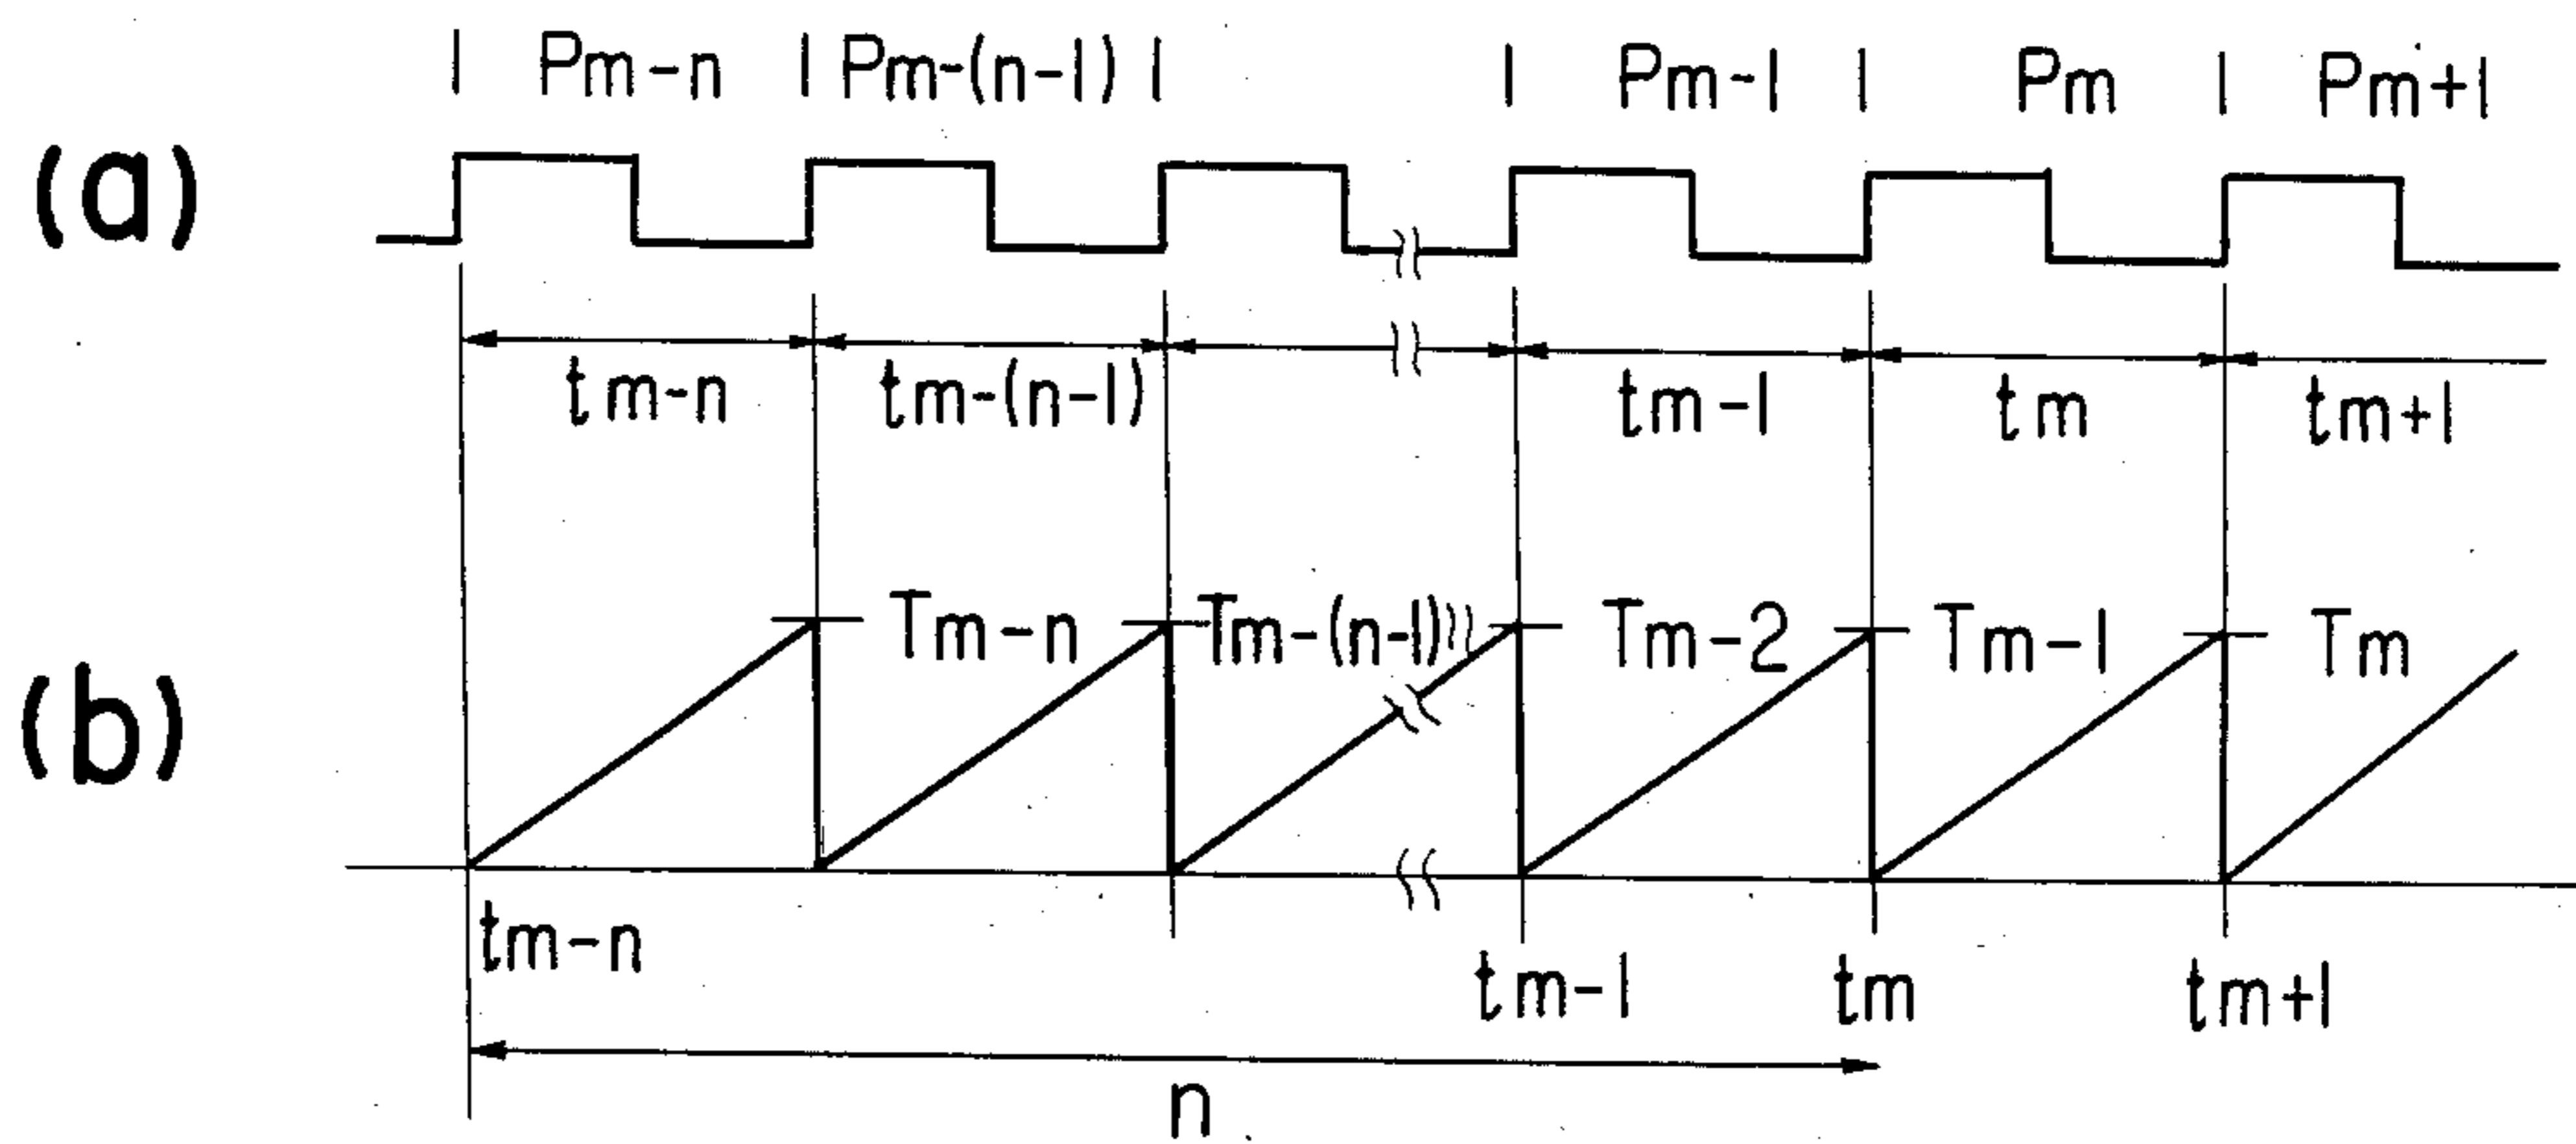 Pm-n Pm-(n-1) Pm-1 Pm Pm+1
(a)
tm-n tm-(n-1) tm-1 tm tm+1
Tm-n Tm-(n-1) Tm-2 Tm-1 Tm
(b)
tm-n tm-1 tm tm+1
n